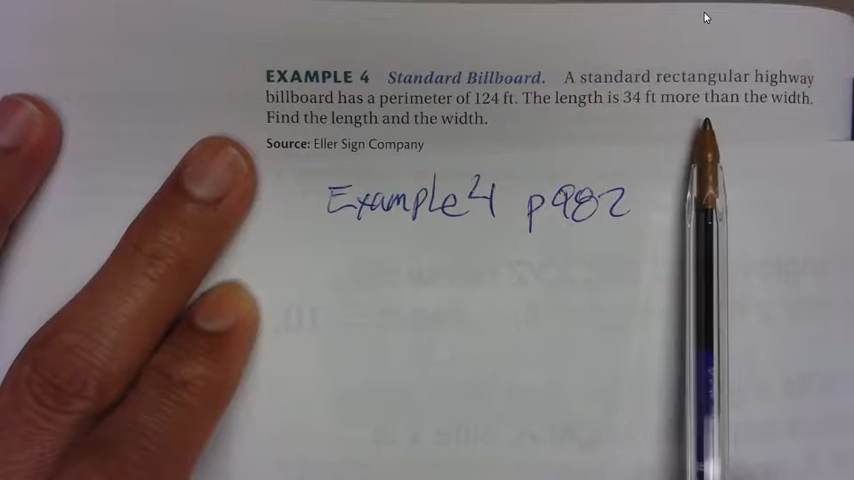 EXAMPLE 4 Standard Billboard. A standard rectangular highway
billboard has a perimeter of 124 ft. The length is 34 ft more than the width.
Find the length and the width.
Source: Eller Sign Company
Example 4 p982